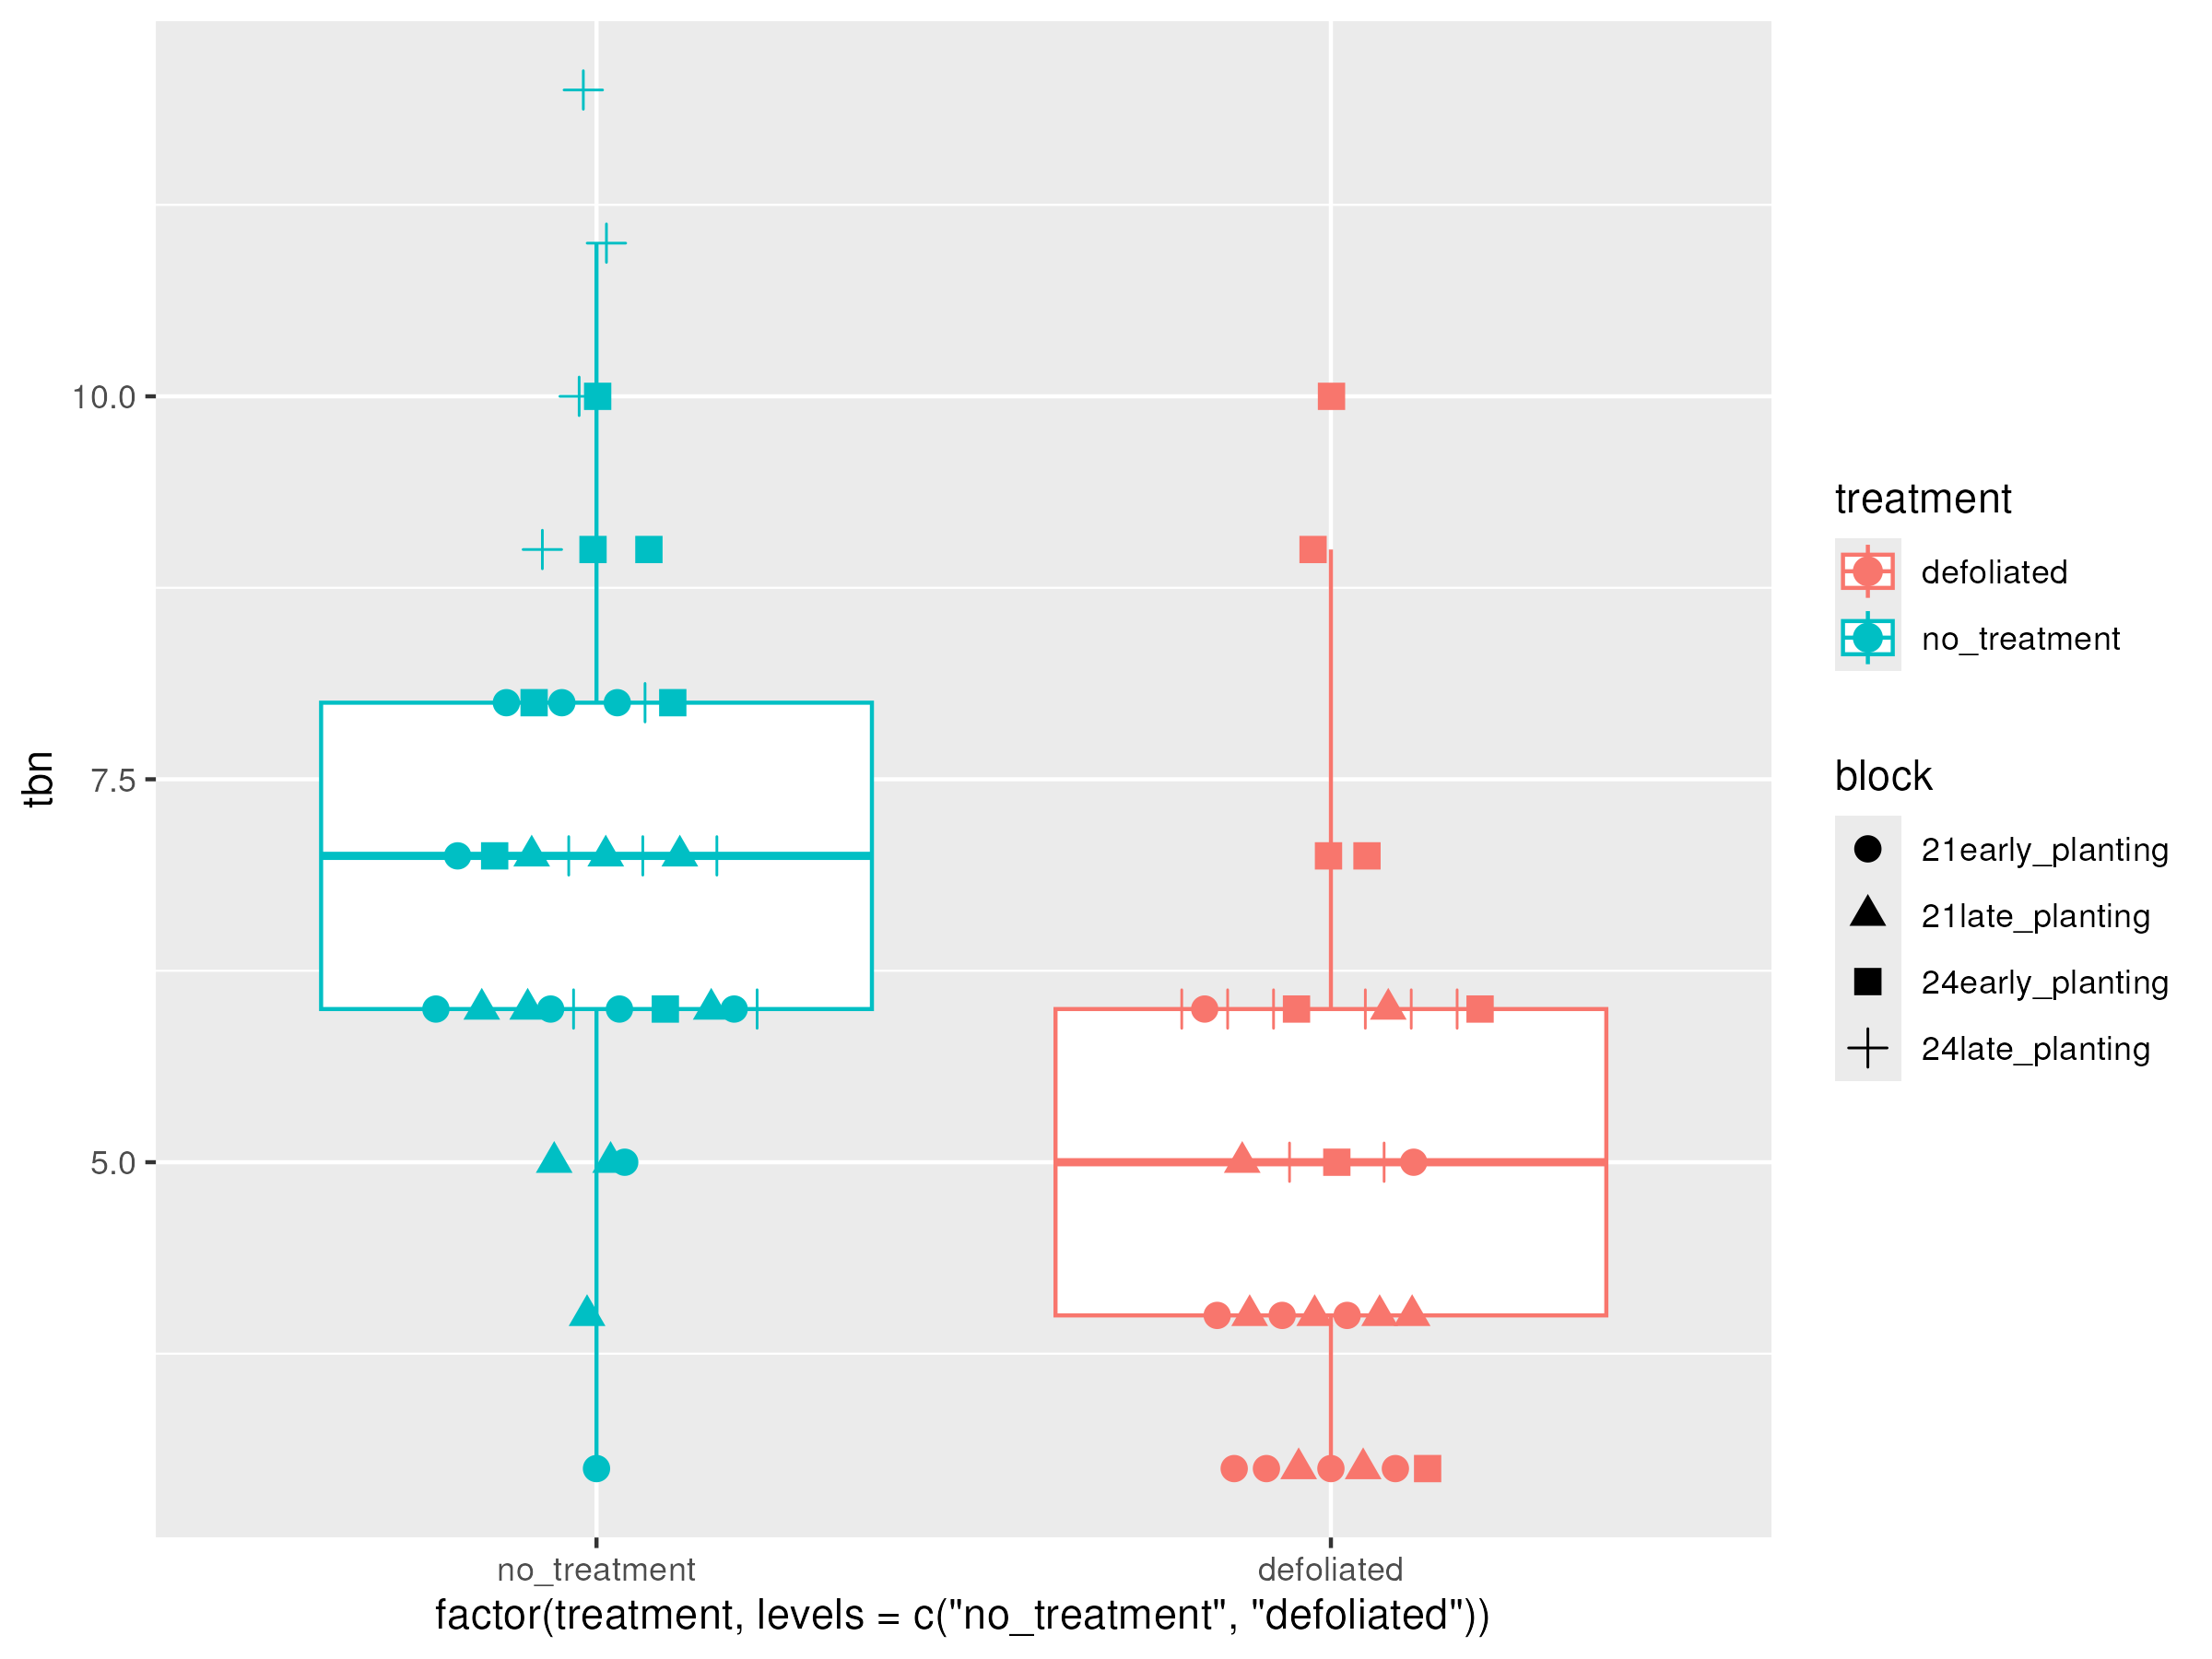 tbn
10.0
7.5
5.0
no_treatment
defoliated
factor(treatment, levels = c("no_treatment", "defoliated"))
treatment
defoliated
no_treatment
block
21early_planting
21late_planting
24early_planting
24late_planting